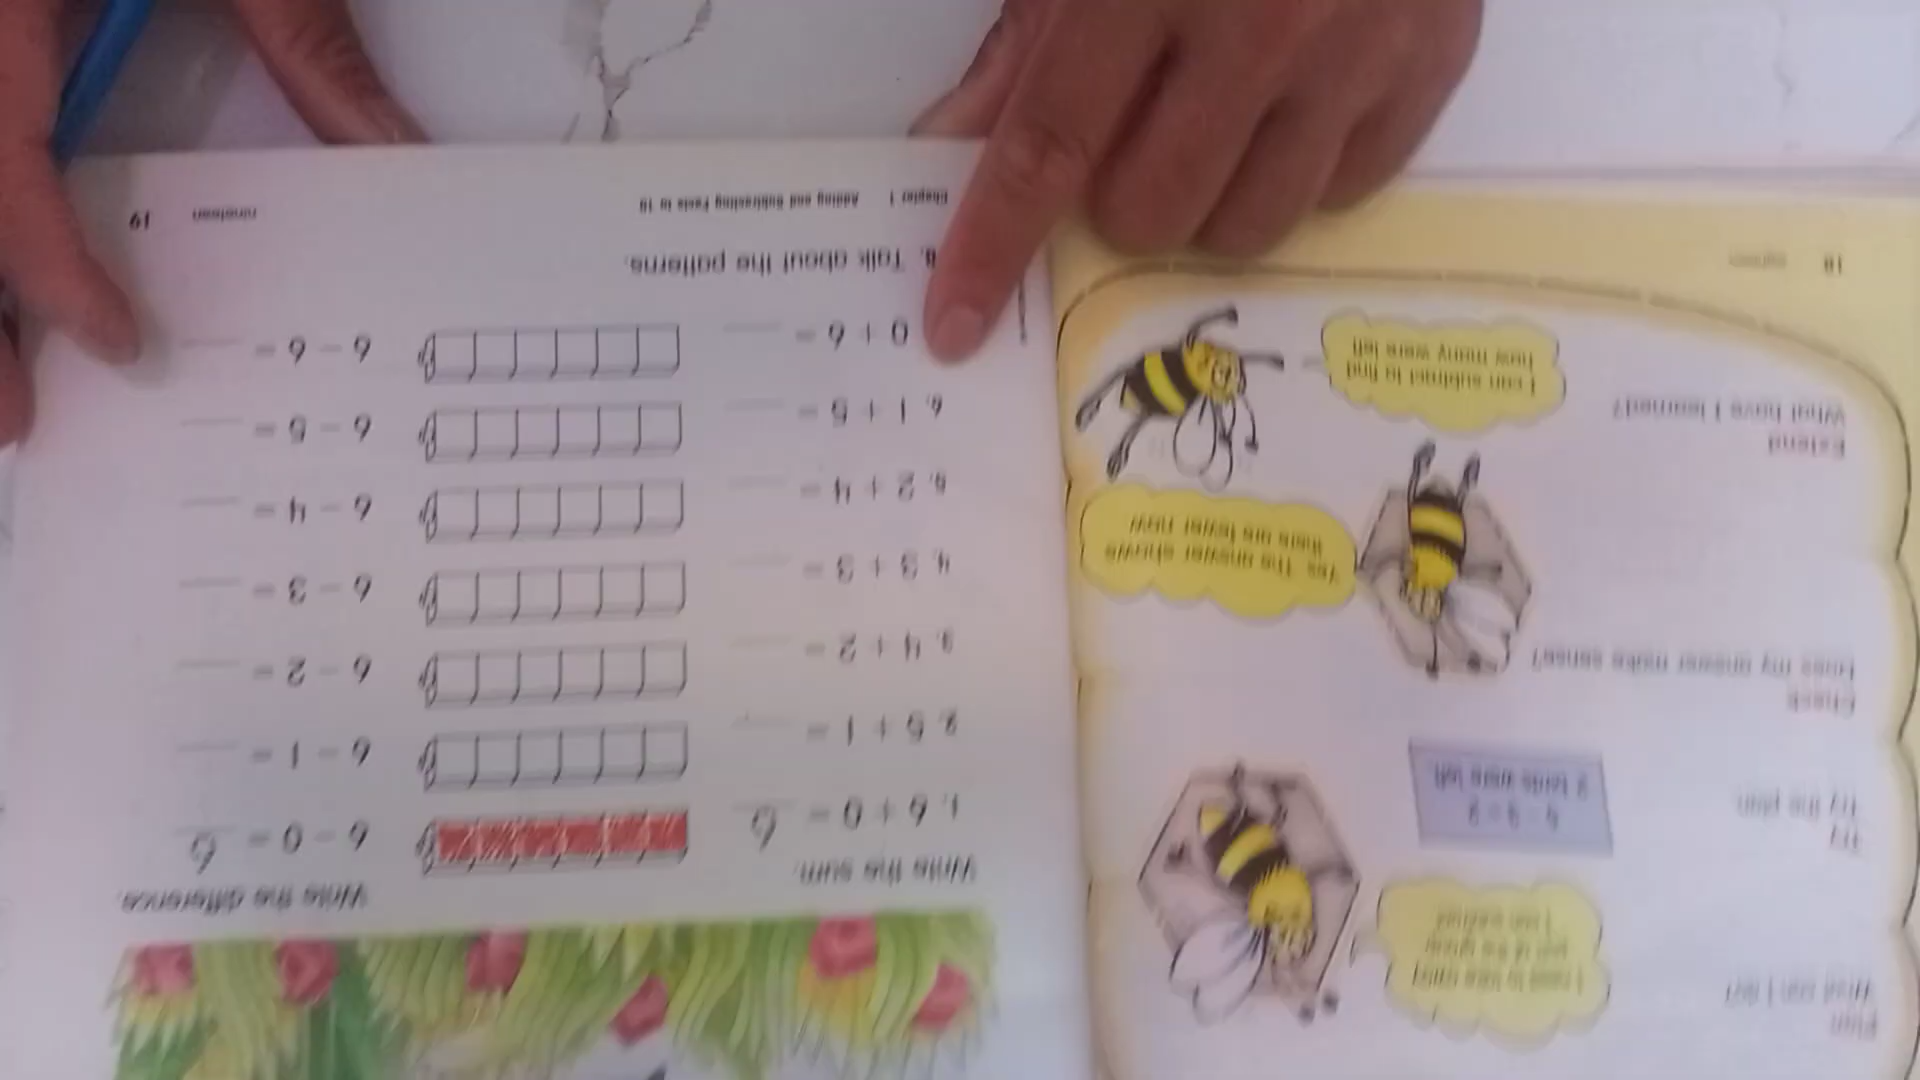 Plan
What can I do?
I need to take away
part of the group.
I can subtract.
Try
Try the plan.
2 birds were left.
Check
Does my answer make sense?
Yes. The answer shows
there are fewer now.
Extend
What have I learned?
I can subtract to find
how many were left.
18 eighteen
Write the sum.
Write the difference.
1. 6 + 0 = 6
6 - 0 = 6
2. 5 + 1 =
6 - 1 =
3. 4 + 2 =
6 - 2 =
4. 3 + 3 =
6 - 3 =
5. 2 + 4 =
6 - 4 =
6. 1 + 5 =
6 - 5 =
0 + 6 =
6 - 6 =
8. Talk about the patterns.
Chapter 1 Adding and Subtracting Facts to 10
nineteen 19